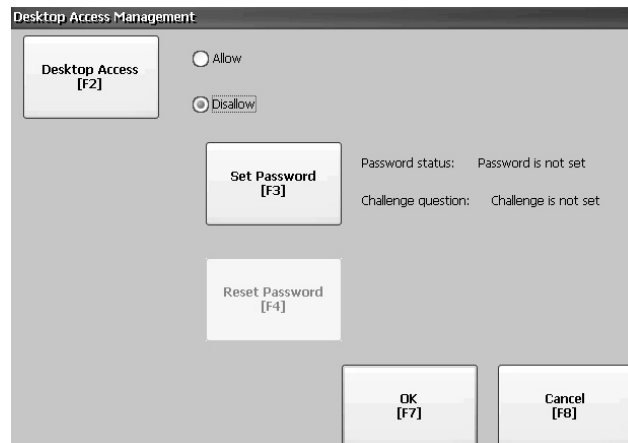 Desktop Access Management
Desktop Access
[F2]
Allow
Disallow
Set Password
[F3]
Password status: Password is not set
Challenge question: Challenge is not set
Reset Password
[F4]
OK
[F7]
Cancel
[F8]